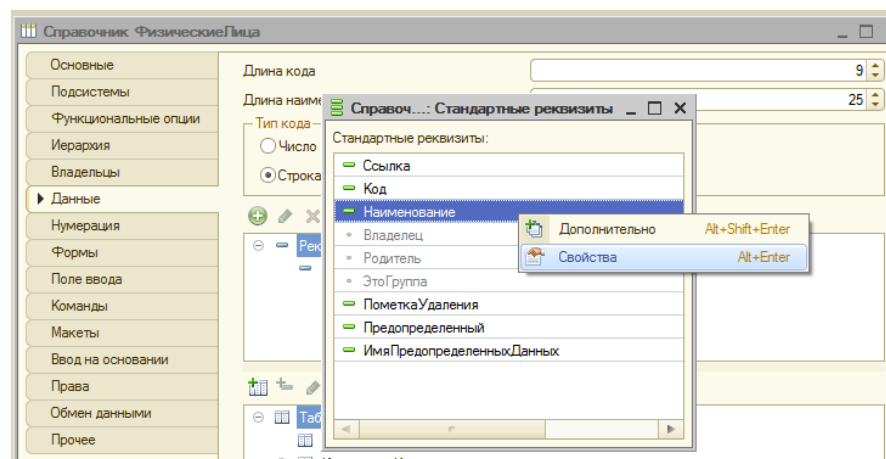 Справочник ФизическиеЛица
Основные
Подсистемы
Функциональные опции
Иерархия
Владельцы
Данные
Нумерация
Формы
Поле ввода
Команды
Макеты
Ввод на основании
Права
Обмен данными
Прочее
Длина кода 9
Длина наиме 25
Тип кода
Число
Строка
Рек
Таб
Справоч...: Стандартные реквизиты
Стандартные реквизиты:
Ссылка
Код
Наименование
Владелец
Родитель
ЭтоГруппа
ПометкаУдаления
Предопределенный
ИмяПредопределенныхДанных
Дополнительно Alt+Shift+Enter
Свойства Alt+Enter